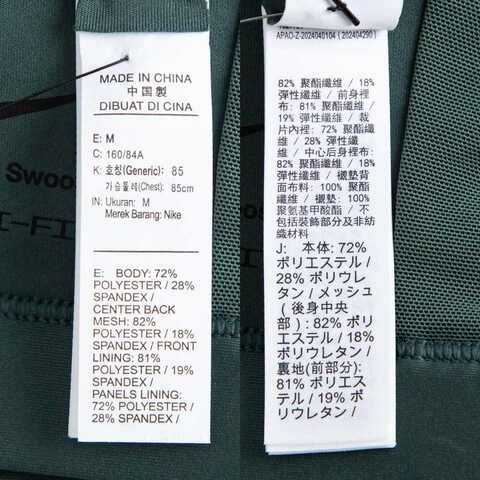 MADE IN CHINA
中国製
DIBUAT DI CINA
E: M
C: 160/84A
K: 호칭(Generic): 85
가슴둘레(Chest): 85cm
IN: Ukuran: M
Merek Barang: Nike
E: BODY: 72%
POLYESTER / 28%
SPANDEX /
CENTER BACK
MESH: 82%
POLYESTER / 18%
SPANDEX / FRONT
LINING: 81%
POLYESTER / 19%
SPANDEX /
PANELS LINING:
72% POLYESTER /
28% SPANDEX /
Swoo
I-FI
APAO-Z-2024040104 ( 202404290 )
82% 聚酯纖維 / 18%
彈性纖維 / 前身裡
布: 81% 聚酯纖維 /
19% 彈性纖維 / 裁
片內裡: 72% 聚酯纖
維 / 28% 彈性纖
維 / 中心后身裡布:
82% 聚酯纖維 / 18%
彈性纖維 / 襯墊背
面布料: 100% 聚酯
纖維 / 襯墊: 100%
聚氨基甲酸酯 / 不
包括裝飾部分及非紡
織材料
J: 本体: 72%
ポリエステル /
28% ポリウレ
タン / メッシュ
( 後身中央
部 ) : 82% ポリ
エステル / 18%
ポリウレタン /
裏地(前部分):
81% ポリエス
テル / 19% ポ
リウレタン /
Swoos
I-FI